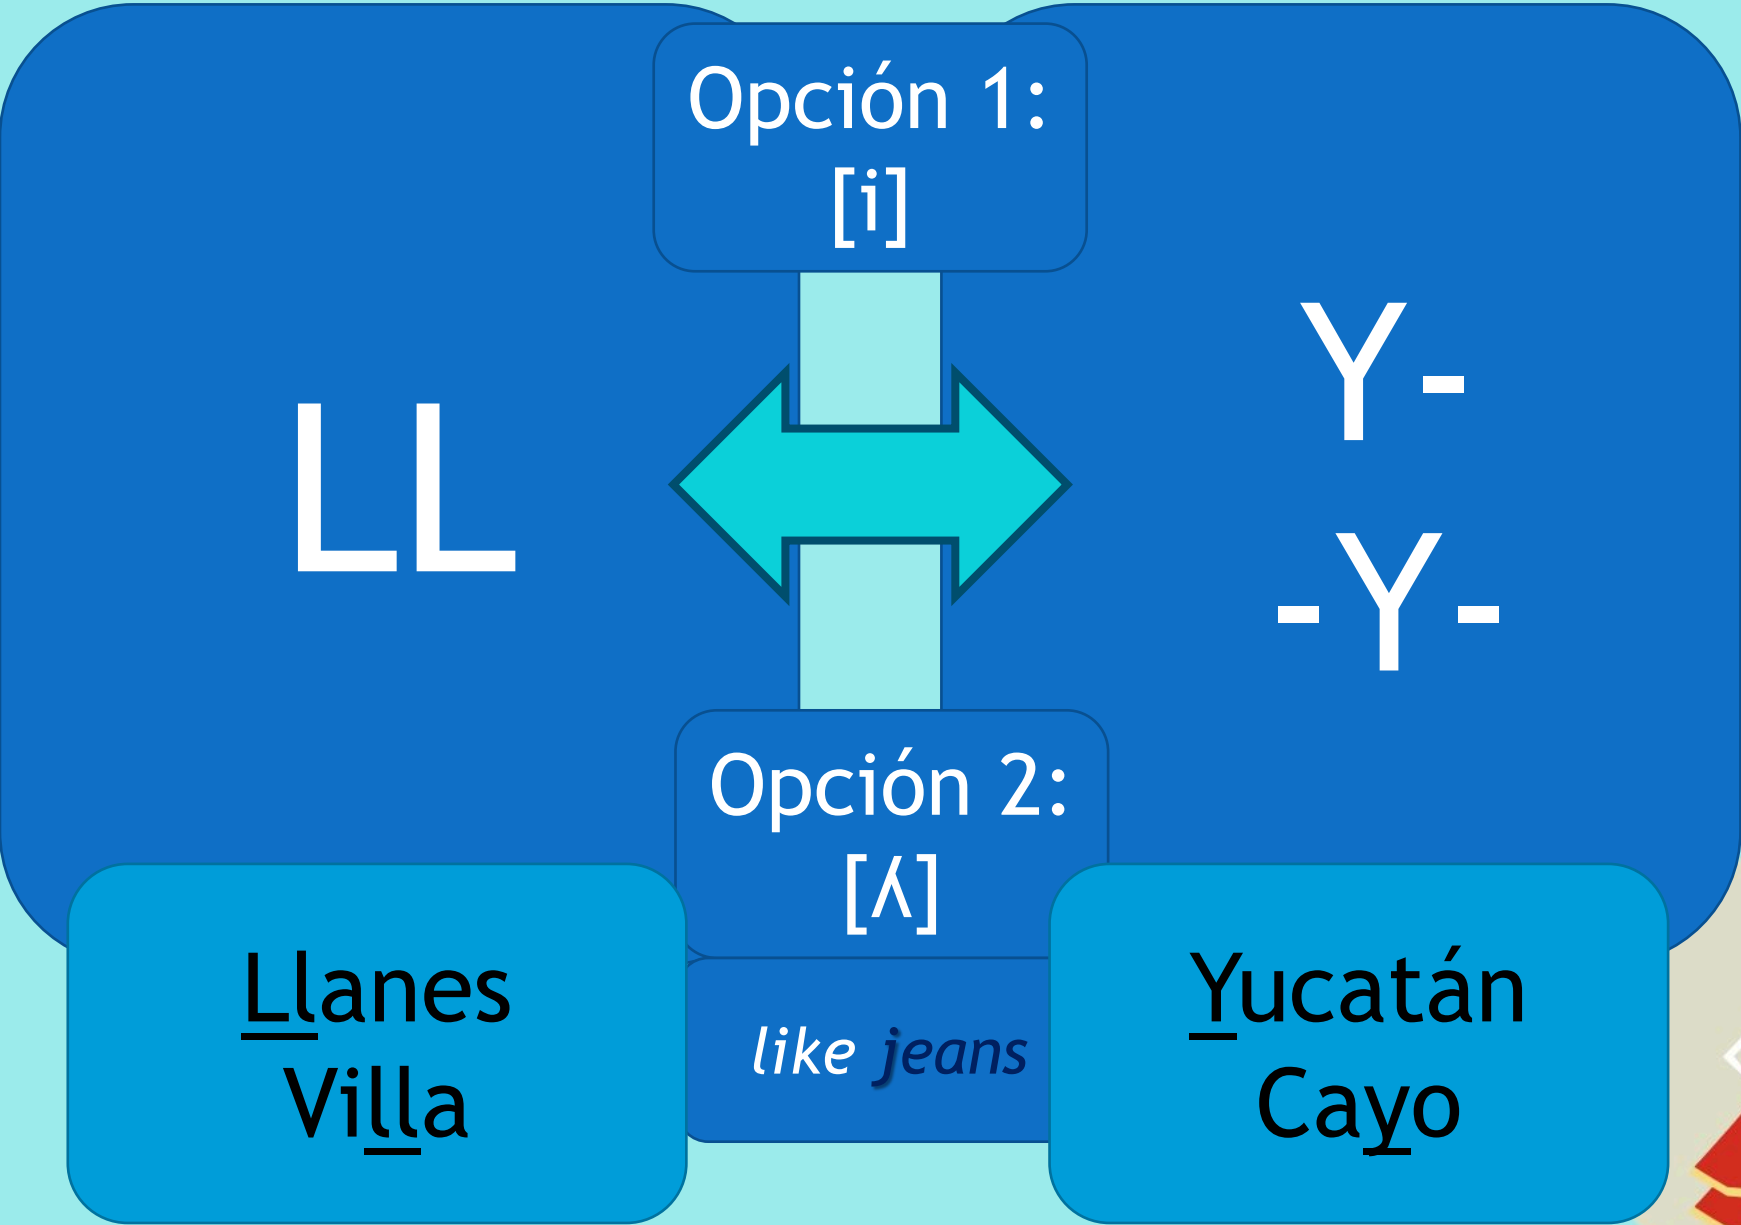 Opción 1:
[i]
LL
Y-
-Y-
Opción 2:
[ʎ]
like jeans
Llanes
Villa
Yucatán
Cayo